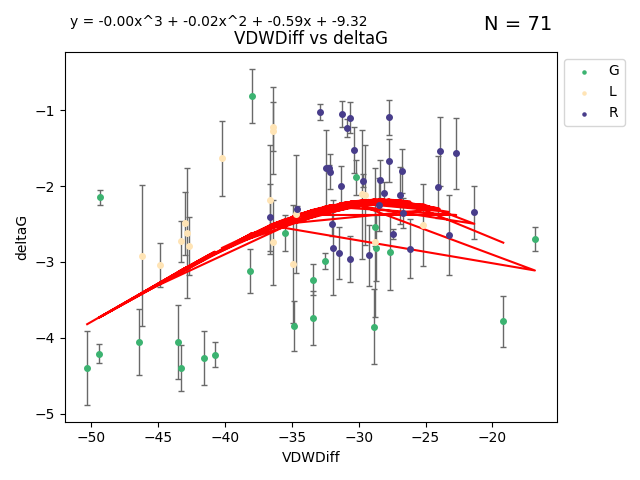 y = -0.00x^3 + -0.02x^2 + -0.59x + -9.32
N = 71
VDWDiff vs deltaG
G
L
R
deltaG
−1
−2
−3
−4
−5
−50 −45 −40 −35 −30 −25 −20
VDWDiff